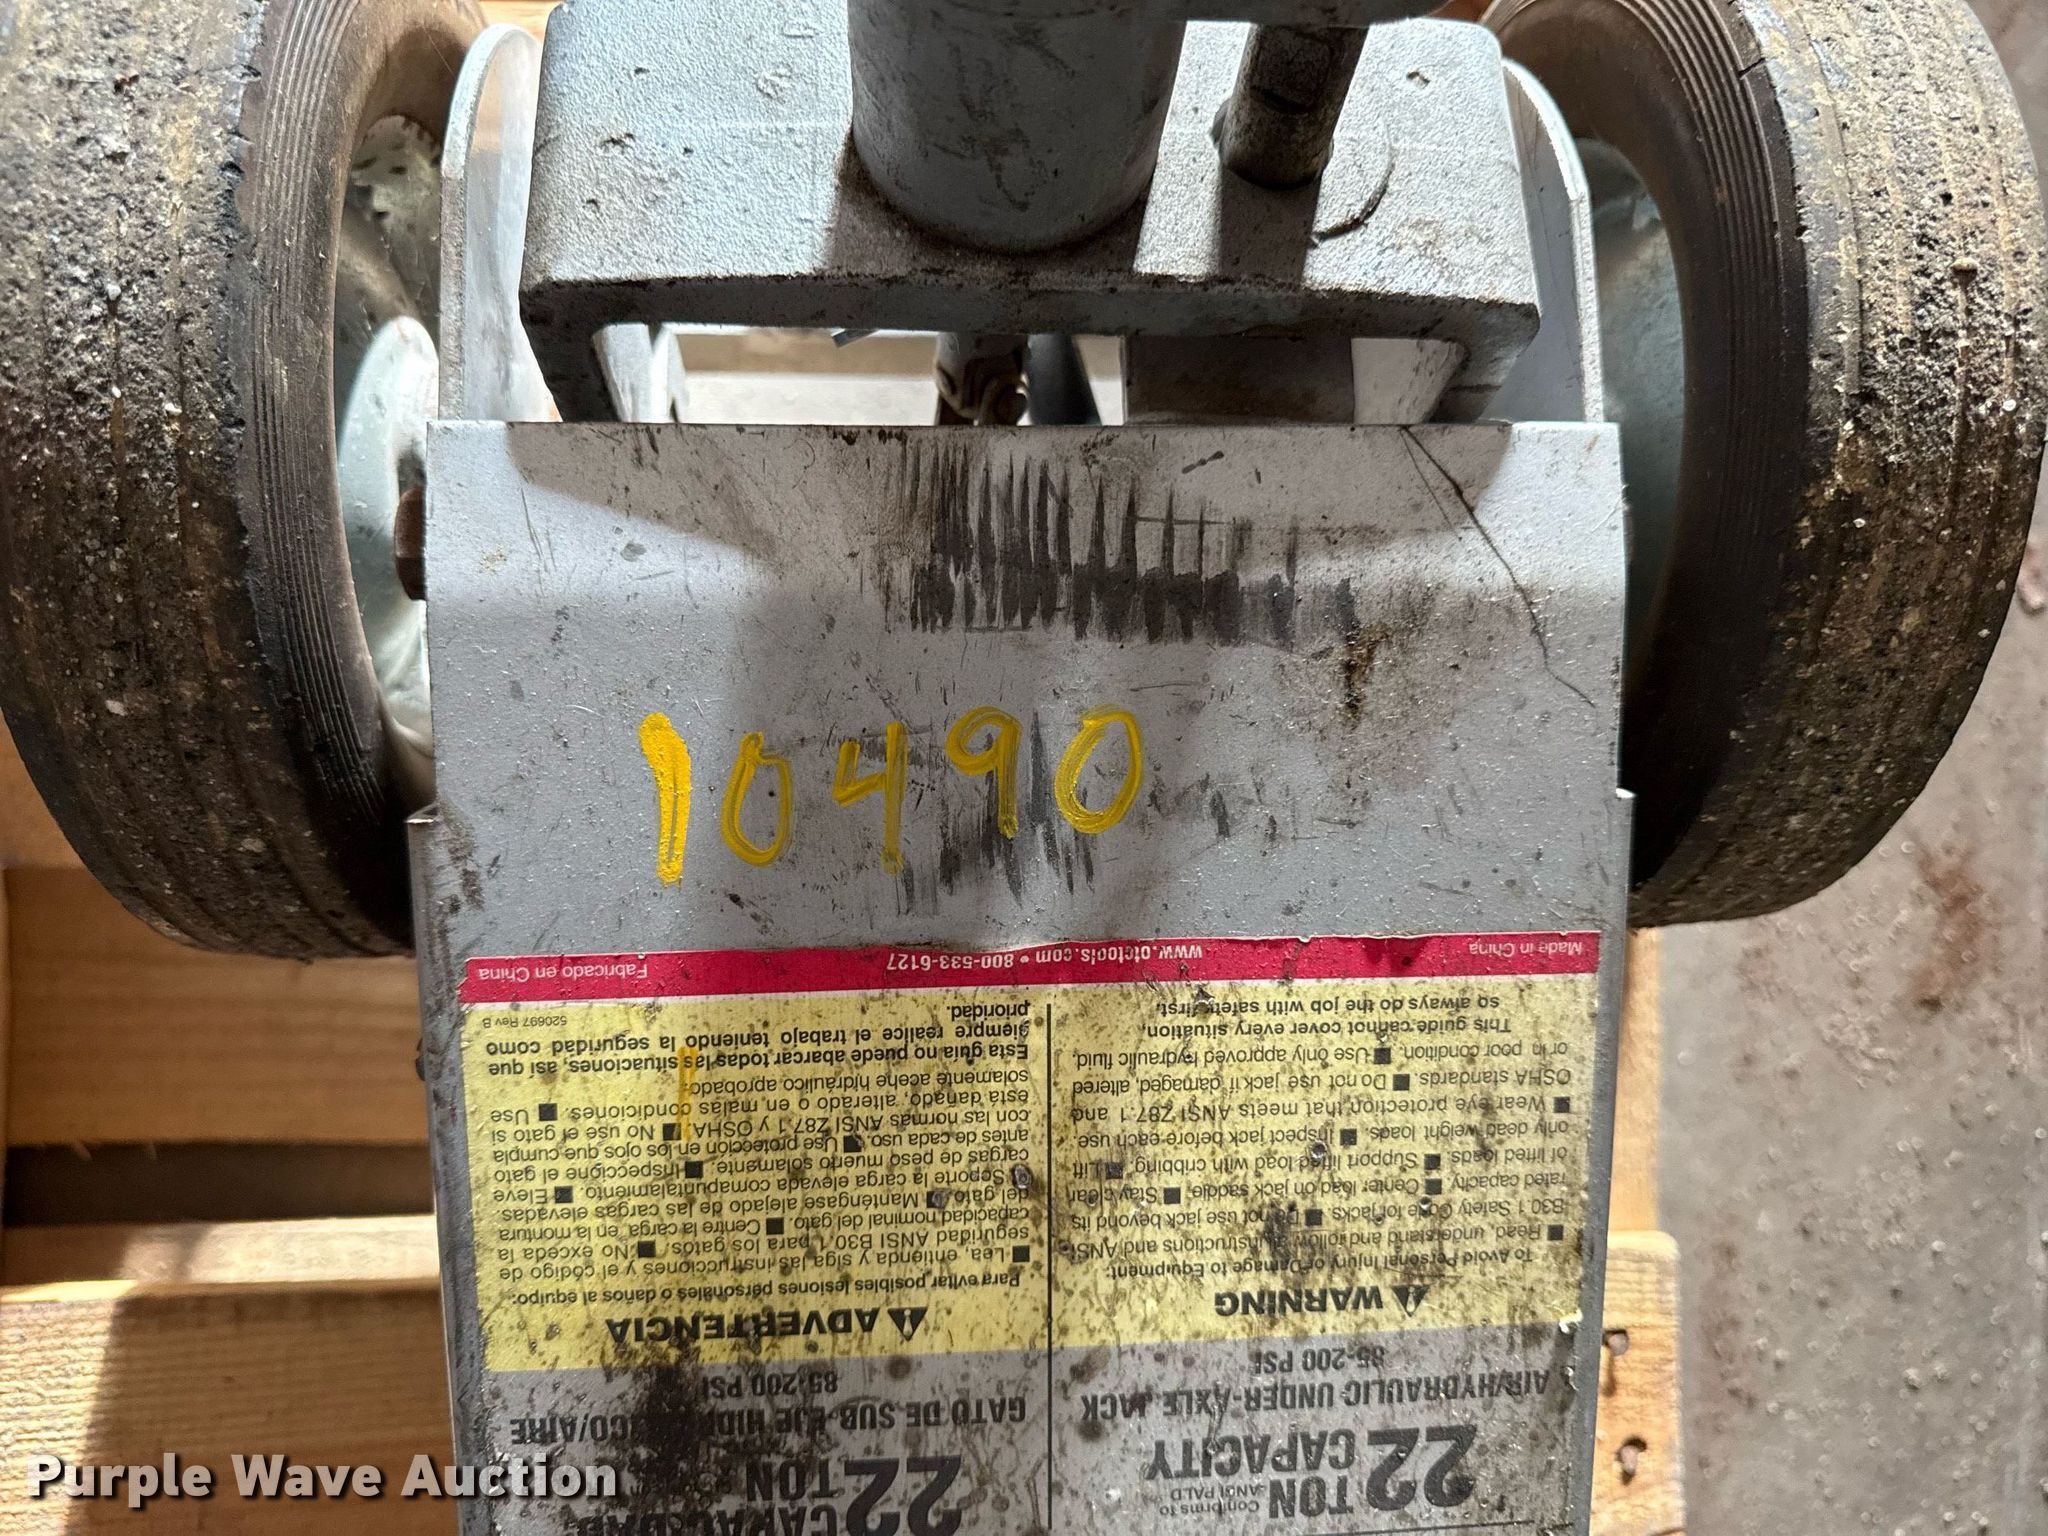 10490
22 TON CAPACITY
Conforms to
ANSI PALD
AIR/HYDRAULIC UNDER-AXLE JACK
85-200 PSI
WARNING
To Avoid Personal Injury or Damage to Equipment:
■ Read, understand and follow all instructions and ANSI
B30.1 Safety Code for jacks. ■ Do not use jack beyond its
rated capacity. ■ Center load on jack saddle. ■ Stay clear
of lifted loads. ■ Support lifted load with cribbing. ■ Lift
only dead weight loads. ■ Inspect jack before each use.
■ Wear eye protection that meets ANSI Z87.1 and
OSHA standards. ■ Do not use jack if damaged, altered,
or in poor condition. ■ Use only approved hydraulic fluid.
This guide cannot cover every situation,
so always do the job with safety first.
22 TON
GATO DE SUB-EJE
85-200 PSI
ADVERTENCIA
Para evitar lesiones posibles personales o daños al equipo:
■ Lea, entienda y siga las instrucciones y el código de
seguridad ANSI B30.1 para los gatos. ■ No exceda la
capacidad nominal del gato. ■ Centre la carga, en la montura
del gato. ■ Manténgase alejado de las cargas elevadas.
■ Soporte la carga elevada con apuntalamiento. ■ Eleve
cargas de peso muerto solamente. ■ Inspeccione el gato
antes de cada uso. ■ Use protección en los ojos que cumpla
con las normas ANSI Z87.1 y OSHA. ■ No use el gato si
está dañado, alterado o en malas condiciones. ■ Use
solamente aceite hidráulico aprobado.
Esta guía no puede abarcar todas las situaciones, así que
siempre realice el trabajo teniendo la seguridad como
prioridad.
520697 Rev B
Made in China
www.otctools.com • 800-533-6127
Fabricado en China
Purple Wave Auction